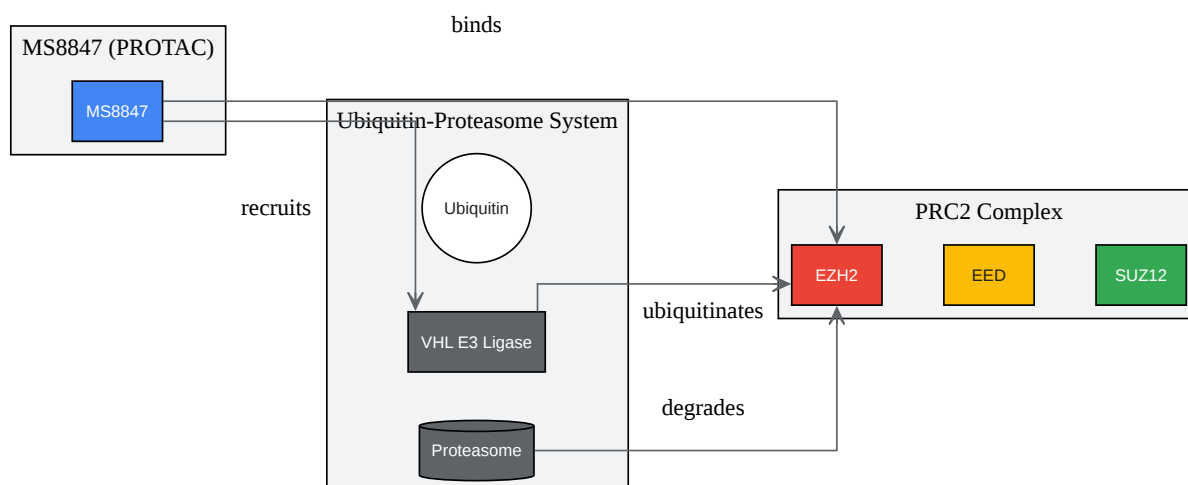 binds
MS8847 (PROTAC)
MS8847
Ubiquitin-Proteasome System
Ubiquitin
recruits
PRC2 Complex
EZH2
EED
SUZ12
ubiquitinates
VHL E3 Ligase
degrades
Proteasome